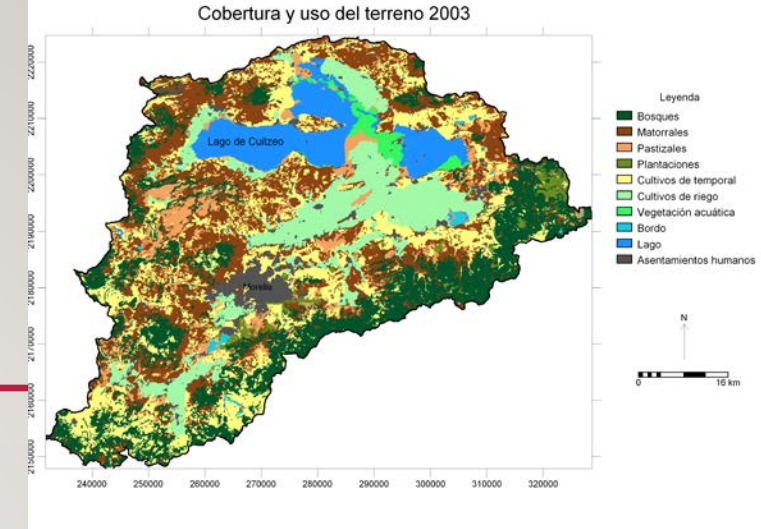 Cobertura y uso del terreno 2003
2220000
2210000
2200000
2190000
2180000
2170000
2160000
2150000
Lago de Cuitzeo
Morelia
240000 250000 260000 270000 280000 290000 300000 310000 320000
Leyenda
Bosques
Matorrales
Pastizales
Plantaciones
Cultivos de temporal
Cultivos de riego
Vegetación acuática
Bordo
Lago
Asentamientos humanos
N
0 16 km